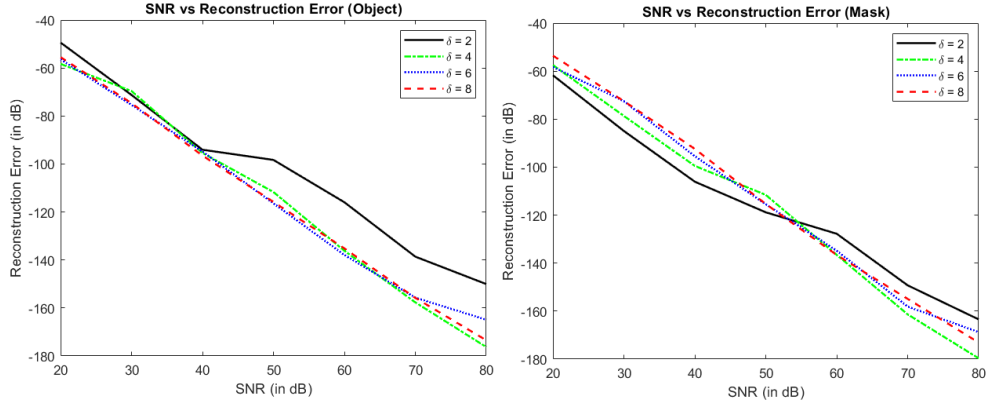 SNR vs Reconstruction Error (Object)
-40
-60
-80
-100
-120
-140
-160
-180
Reconstruction Error (in dB)
20 30 40 50 60 70 80
SNR (in dB)
δ = 2
δ = 4
δ = 6
δ = 8
SNR vs Reconstruction Error (Mask)
-40
-60
-80
-100
-120
-140
-160
-180
Reconstruction Error (in dB)
20 30 40 50 60 70 80
SNR (in dB)
δ = 2
δ = 4
δ = 6
δ = 8